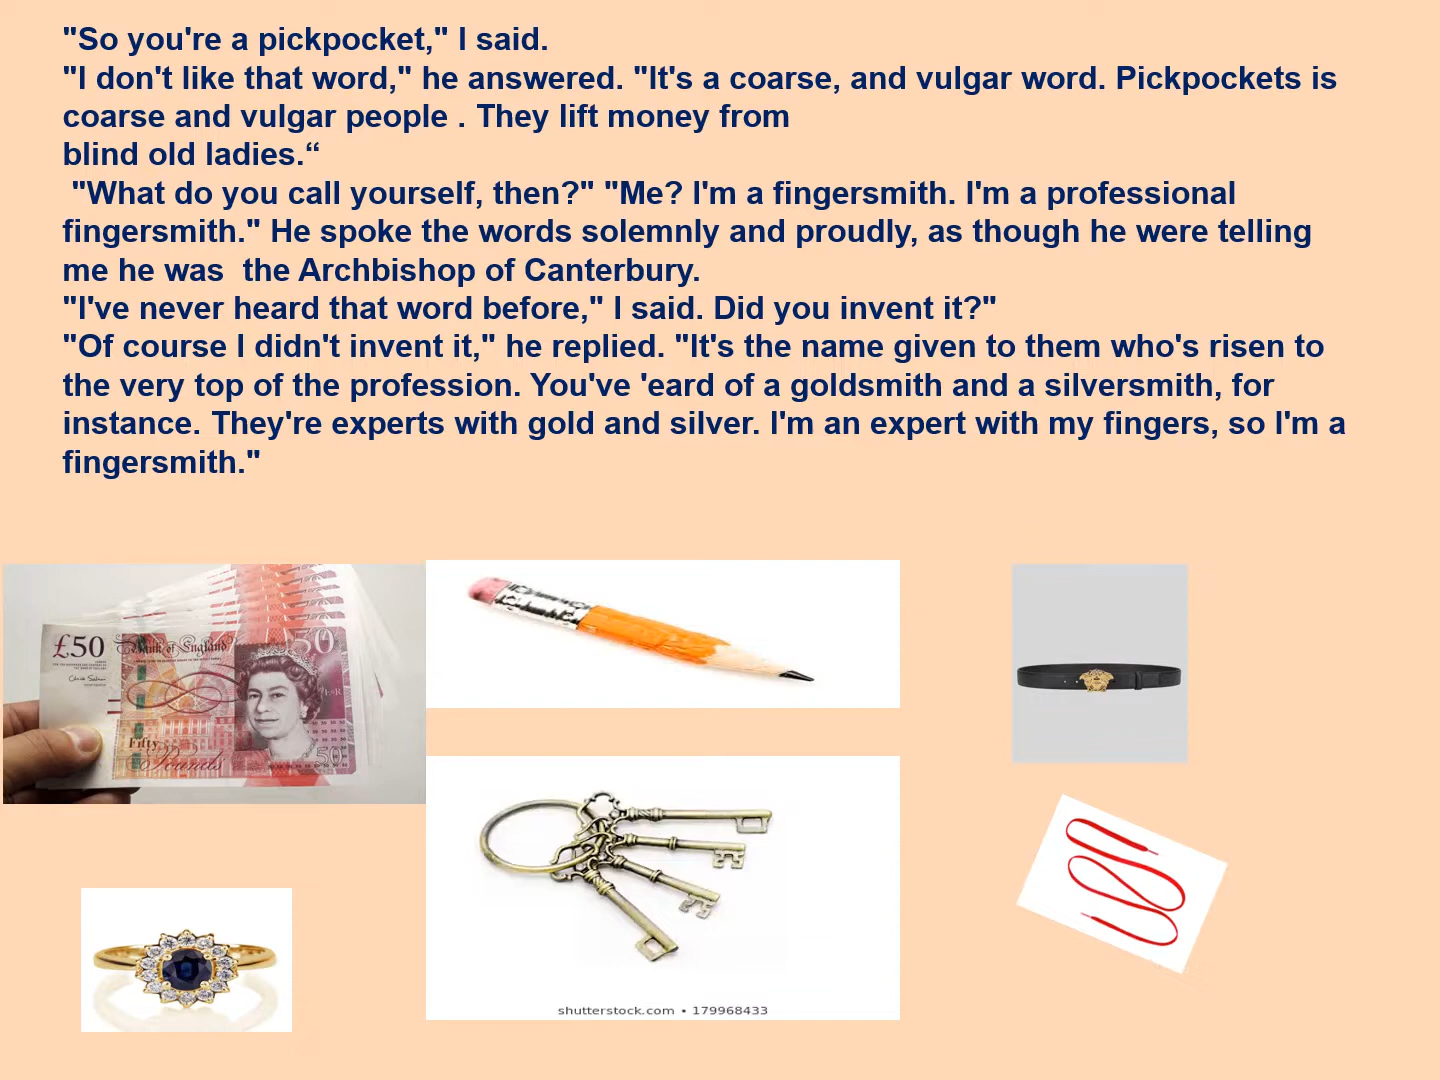 "So you're a pickpocket," I said.
"I don't like that word," he answered. "It's a coarse, and vulgar word. Pickpockets is
coarse and vulgar people . They lift money from
blind old ladies.“
"What do you call yourself, then?" "Me? I'm a fingersmith. I'm a professional
fingersmith." He spoke the words solemnly and proudly, as though he were telling
me he was  the Archbishop of Canterbury.
"I've never heard that word before," I said. Did you invent it?"
"Of course I didn't invent it," he replied. "It's the name given to them who's risen to
the very top of the profession. You've 'eard of a goldsmith and a silversmith, for
instance. They're experts with gold and silver. I'm an expert with my fingers, so I'm a
fingersmith."
£50
Bank of England
50
Fifty
Pounds
50
shutterstock.com • 179968433